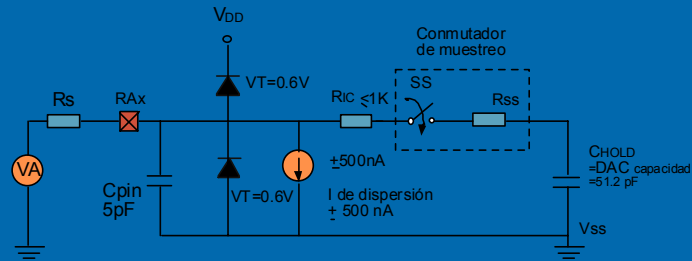 VDD
Conmutador
de muestreo
Rs
RAx
VT=0.6V
RIC ≤1K
SS
Rss
VA
Cpin
5pF
VT=0.6V
±500nA
I de dispersión
± 500 nA
CHOLD
=DAC capacidad
=51.2 pF
Vss